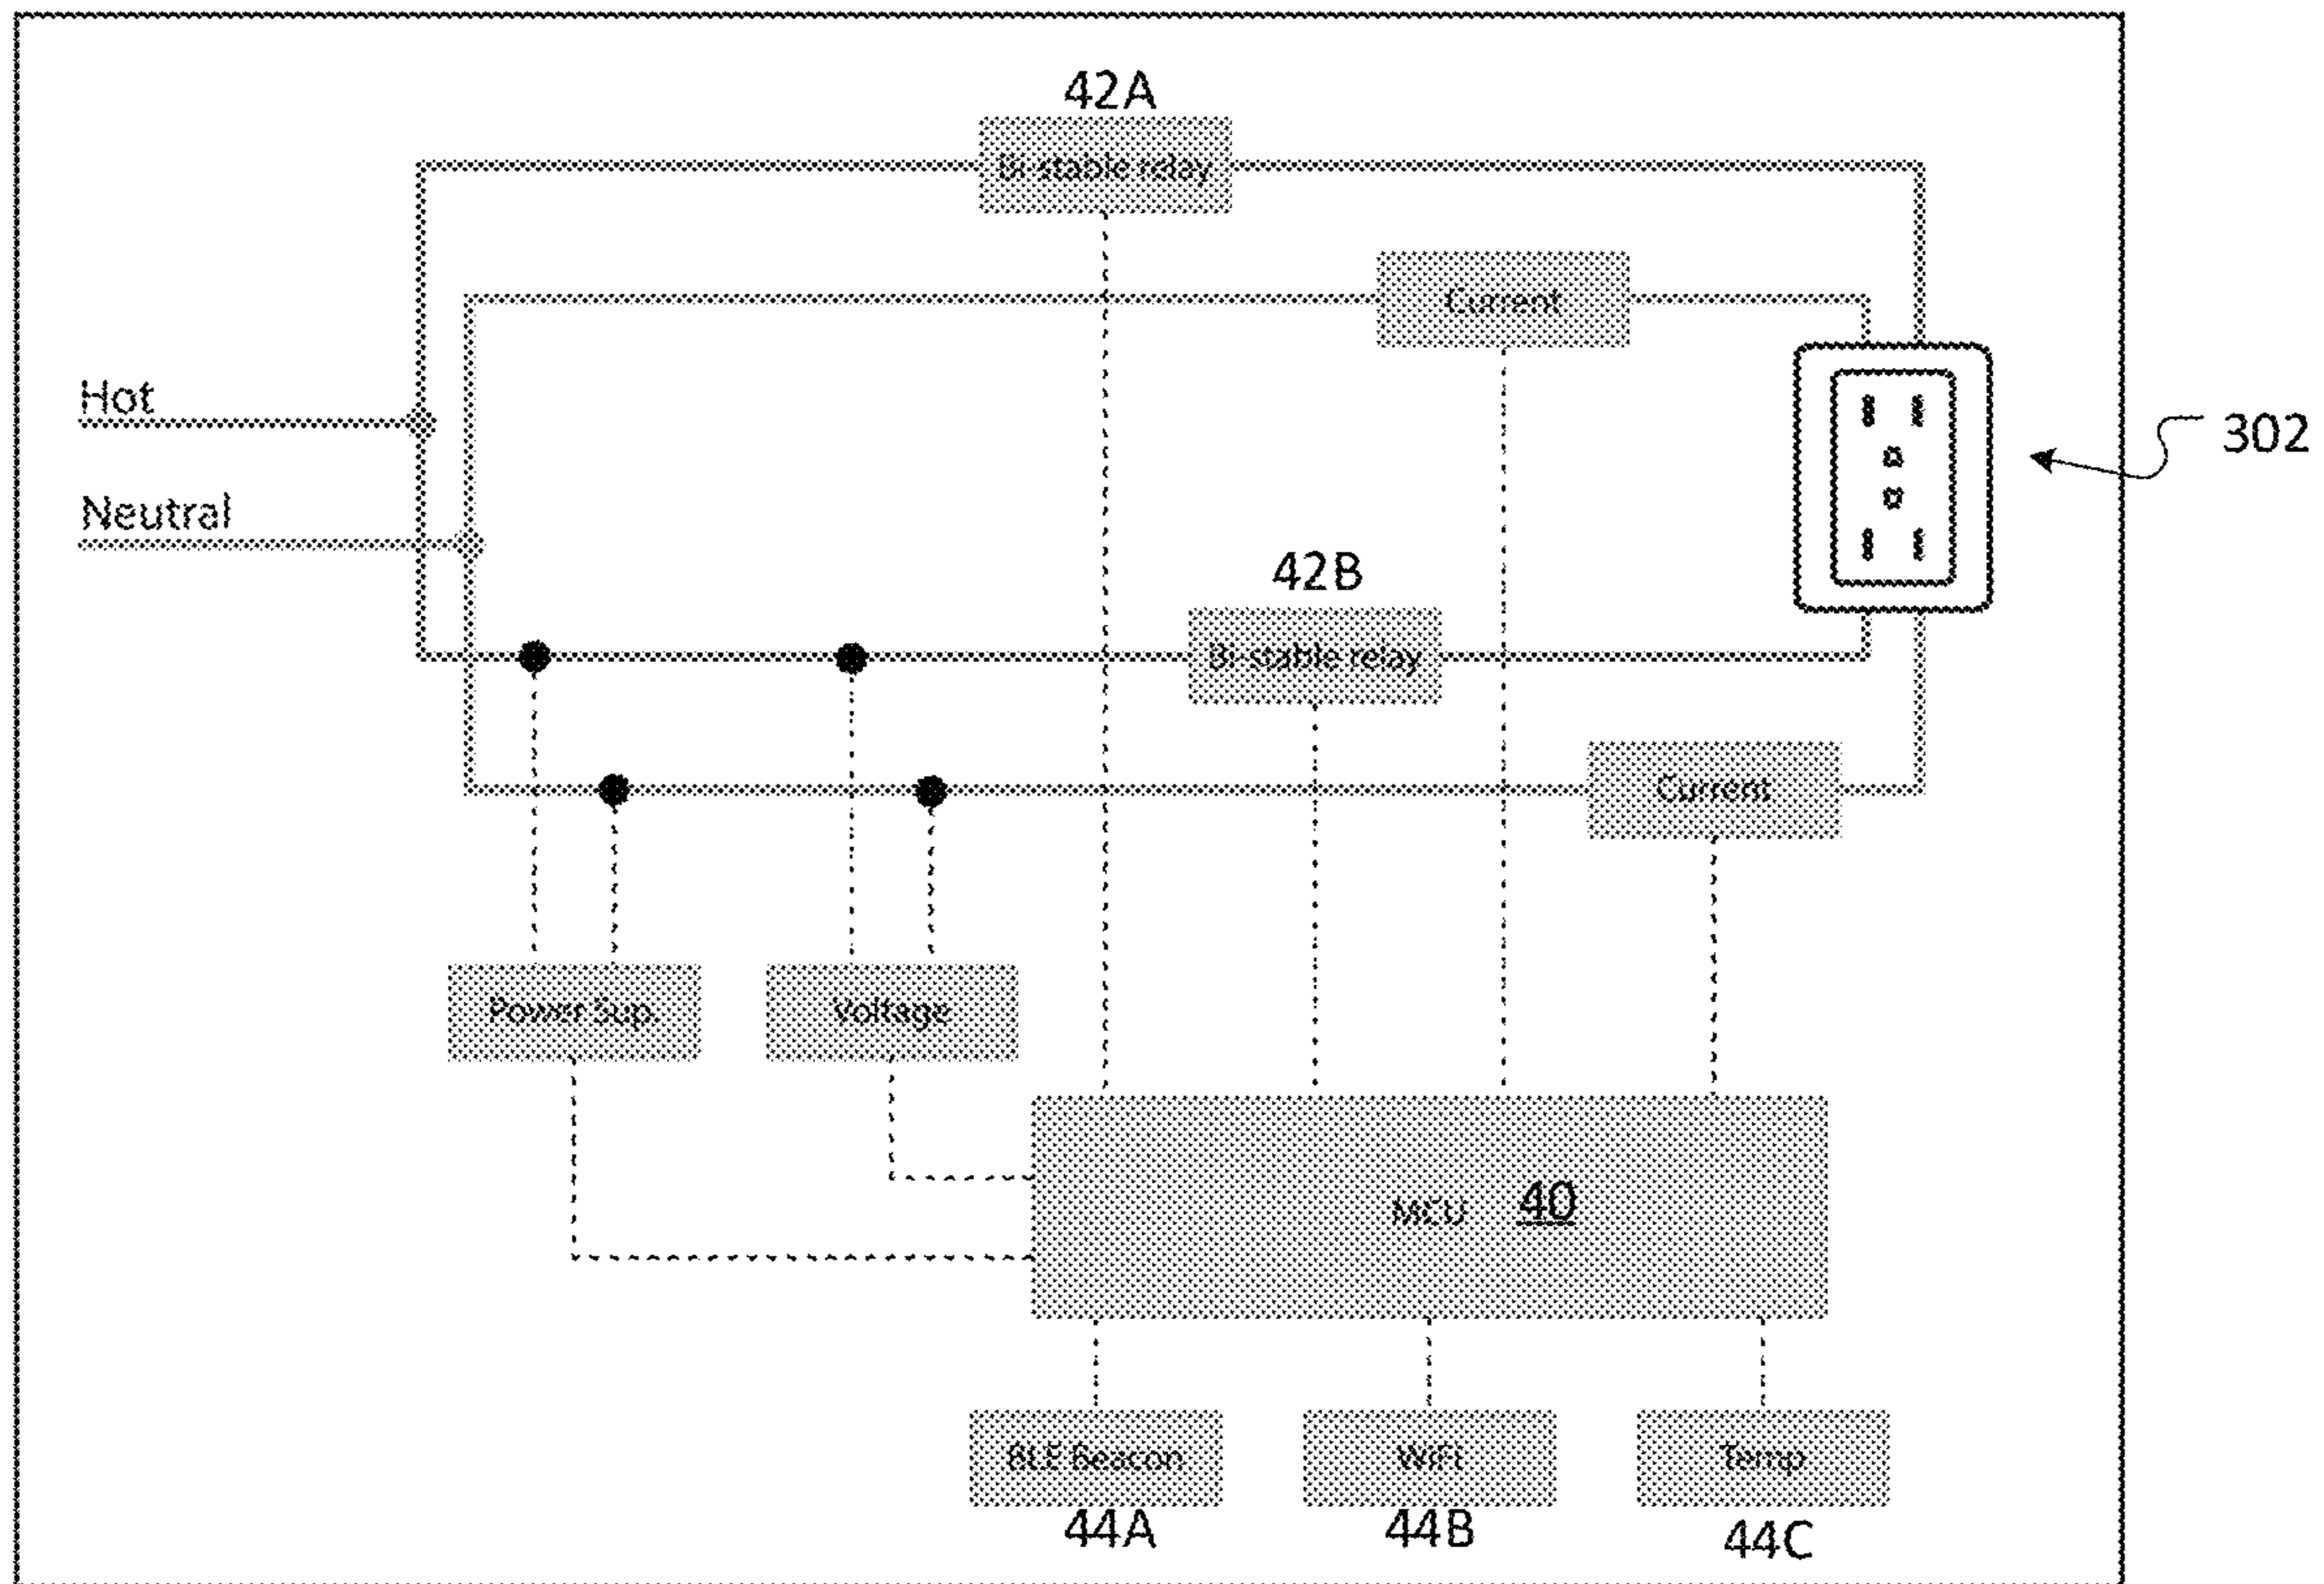 42A
Bi-stable relay
Current
Hot
302
Neutral
42B
Bi-stable relay
Current
Power Sup.
Voltage
MCU 40
BLE Beacon
WiFi
Temp
44A
44B
44C